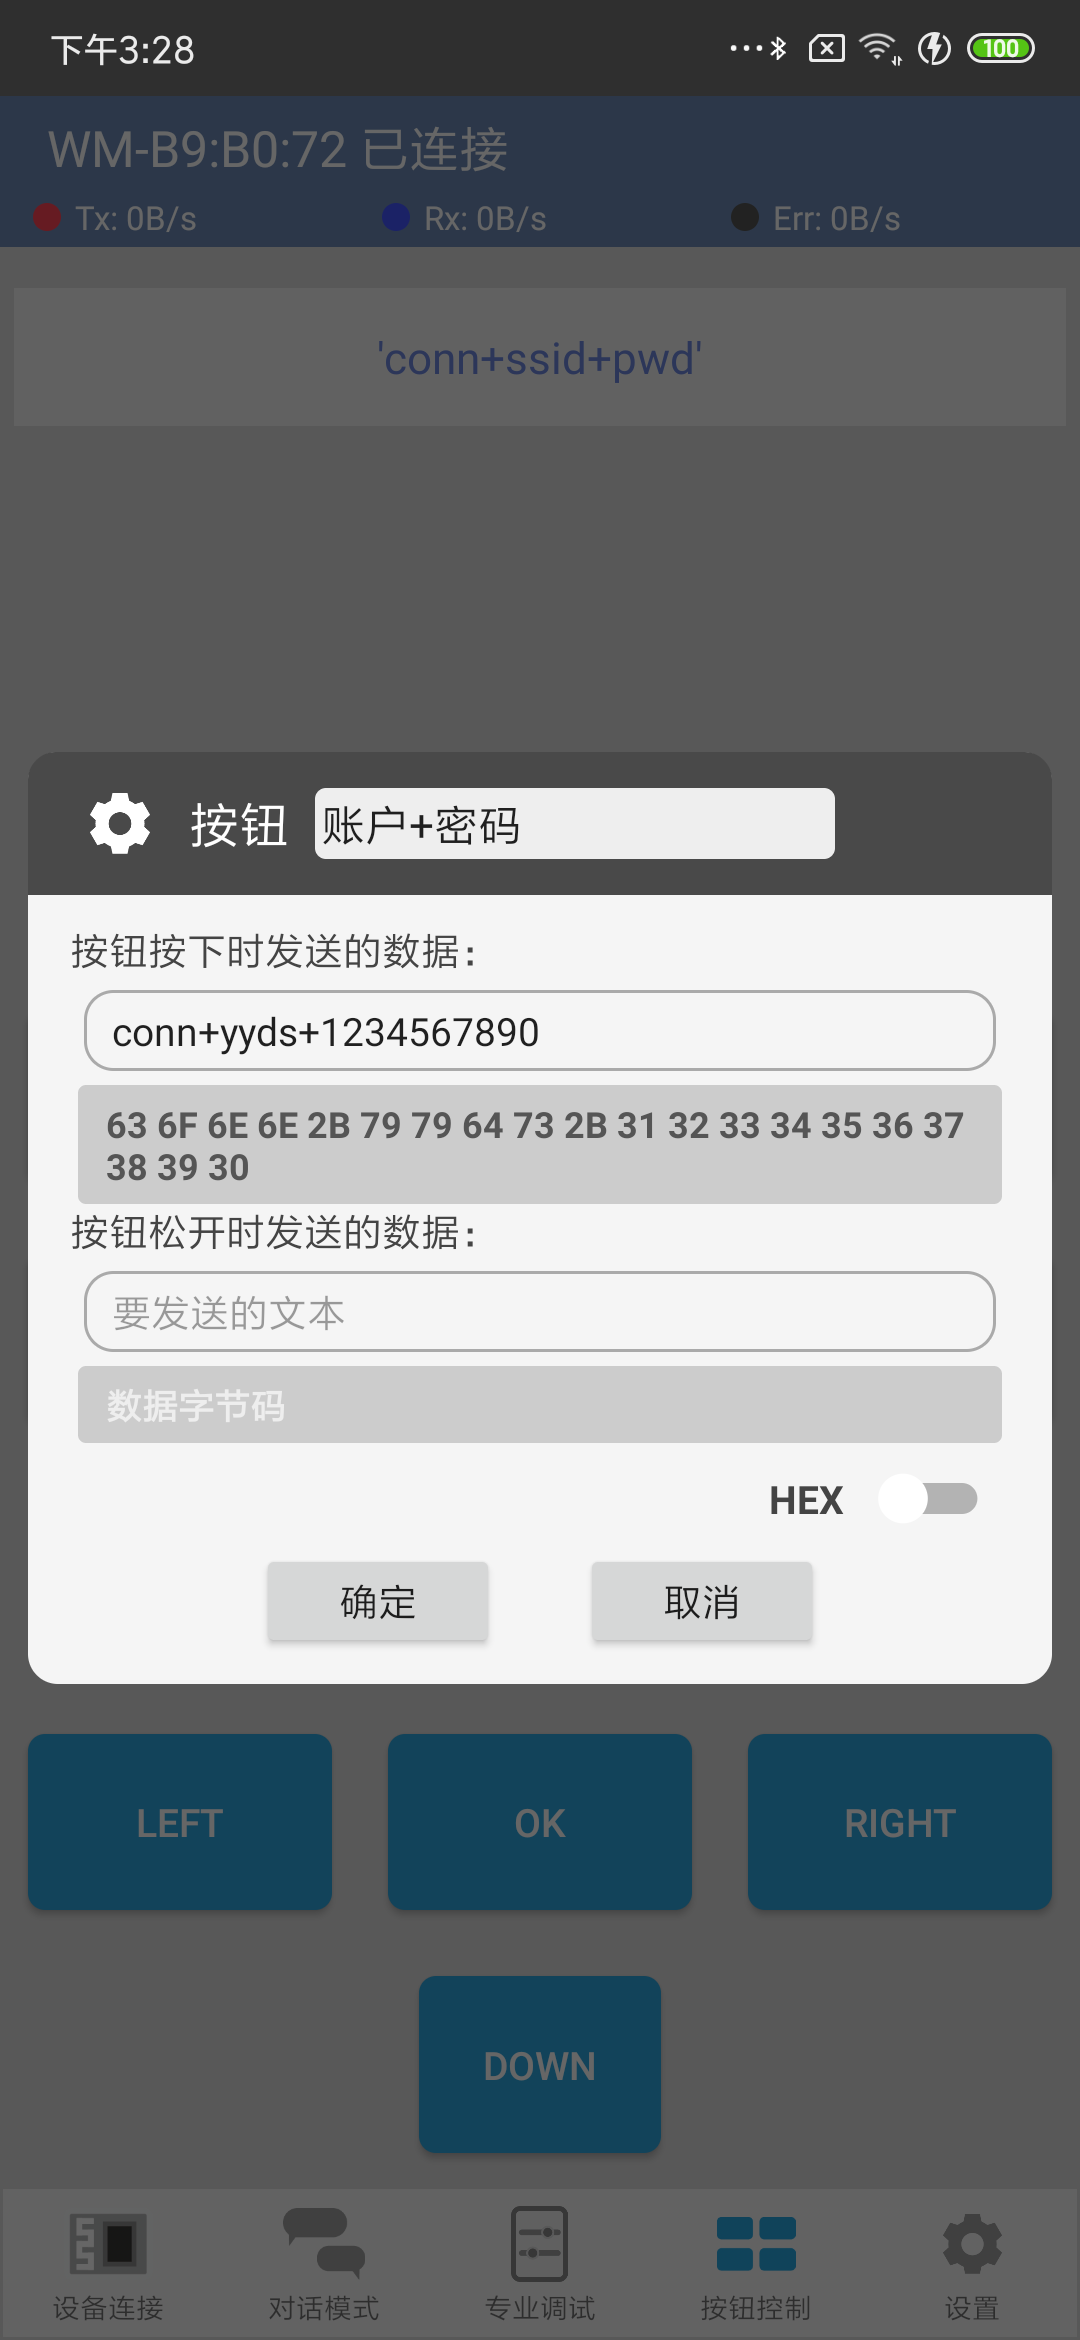 下午3:28
100
WM-B9:B0:72 已连接
Tx: 0B/s Rx: 0B/s Err: 0B/s
'conn+ssid+pwd'
按钮 账户+密码
按钮按下时发送的数据:
conn+yyds+1234567890
63 6F 6E 6E 2B 79 79 64 73 2B 31 32 33 34 35 36 37
38 39 30
按钮松开时发送的数据:
要发送的文本
数据字节码
HEX
确定 取消
LEFT OK RIGHT
DOWN
设备连接 对话模式 专业调试 按钮控制 设置